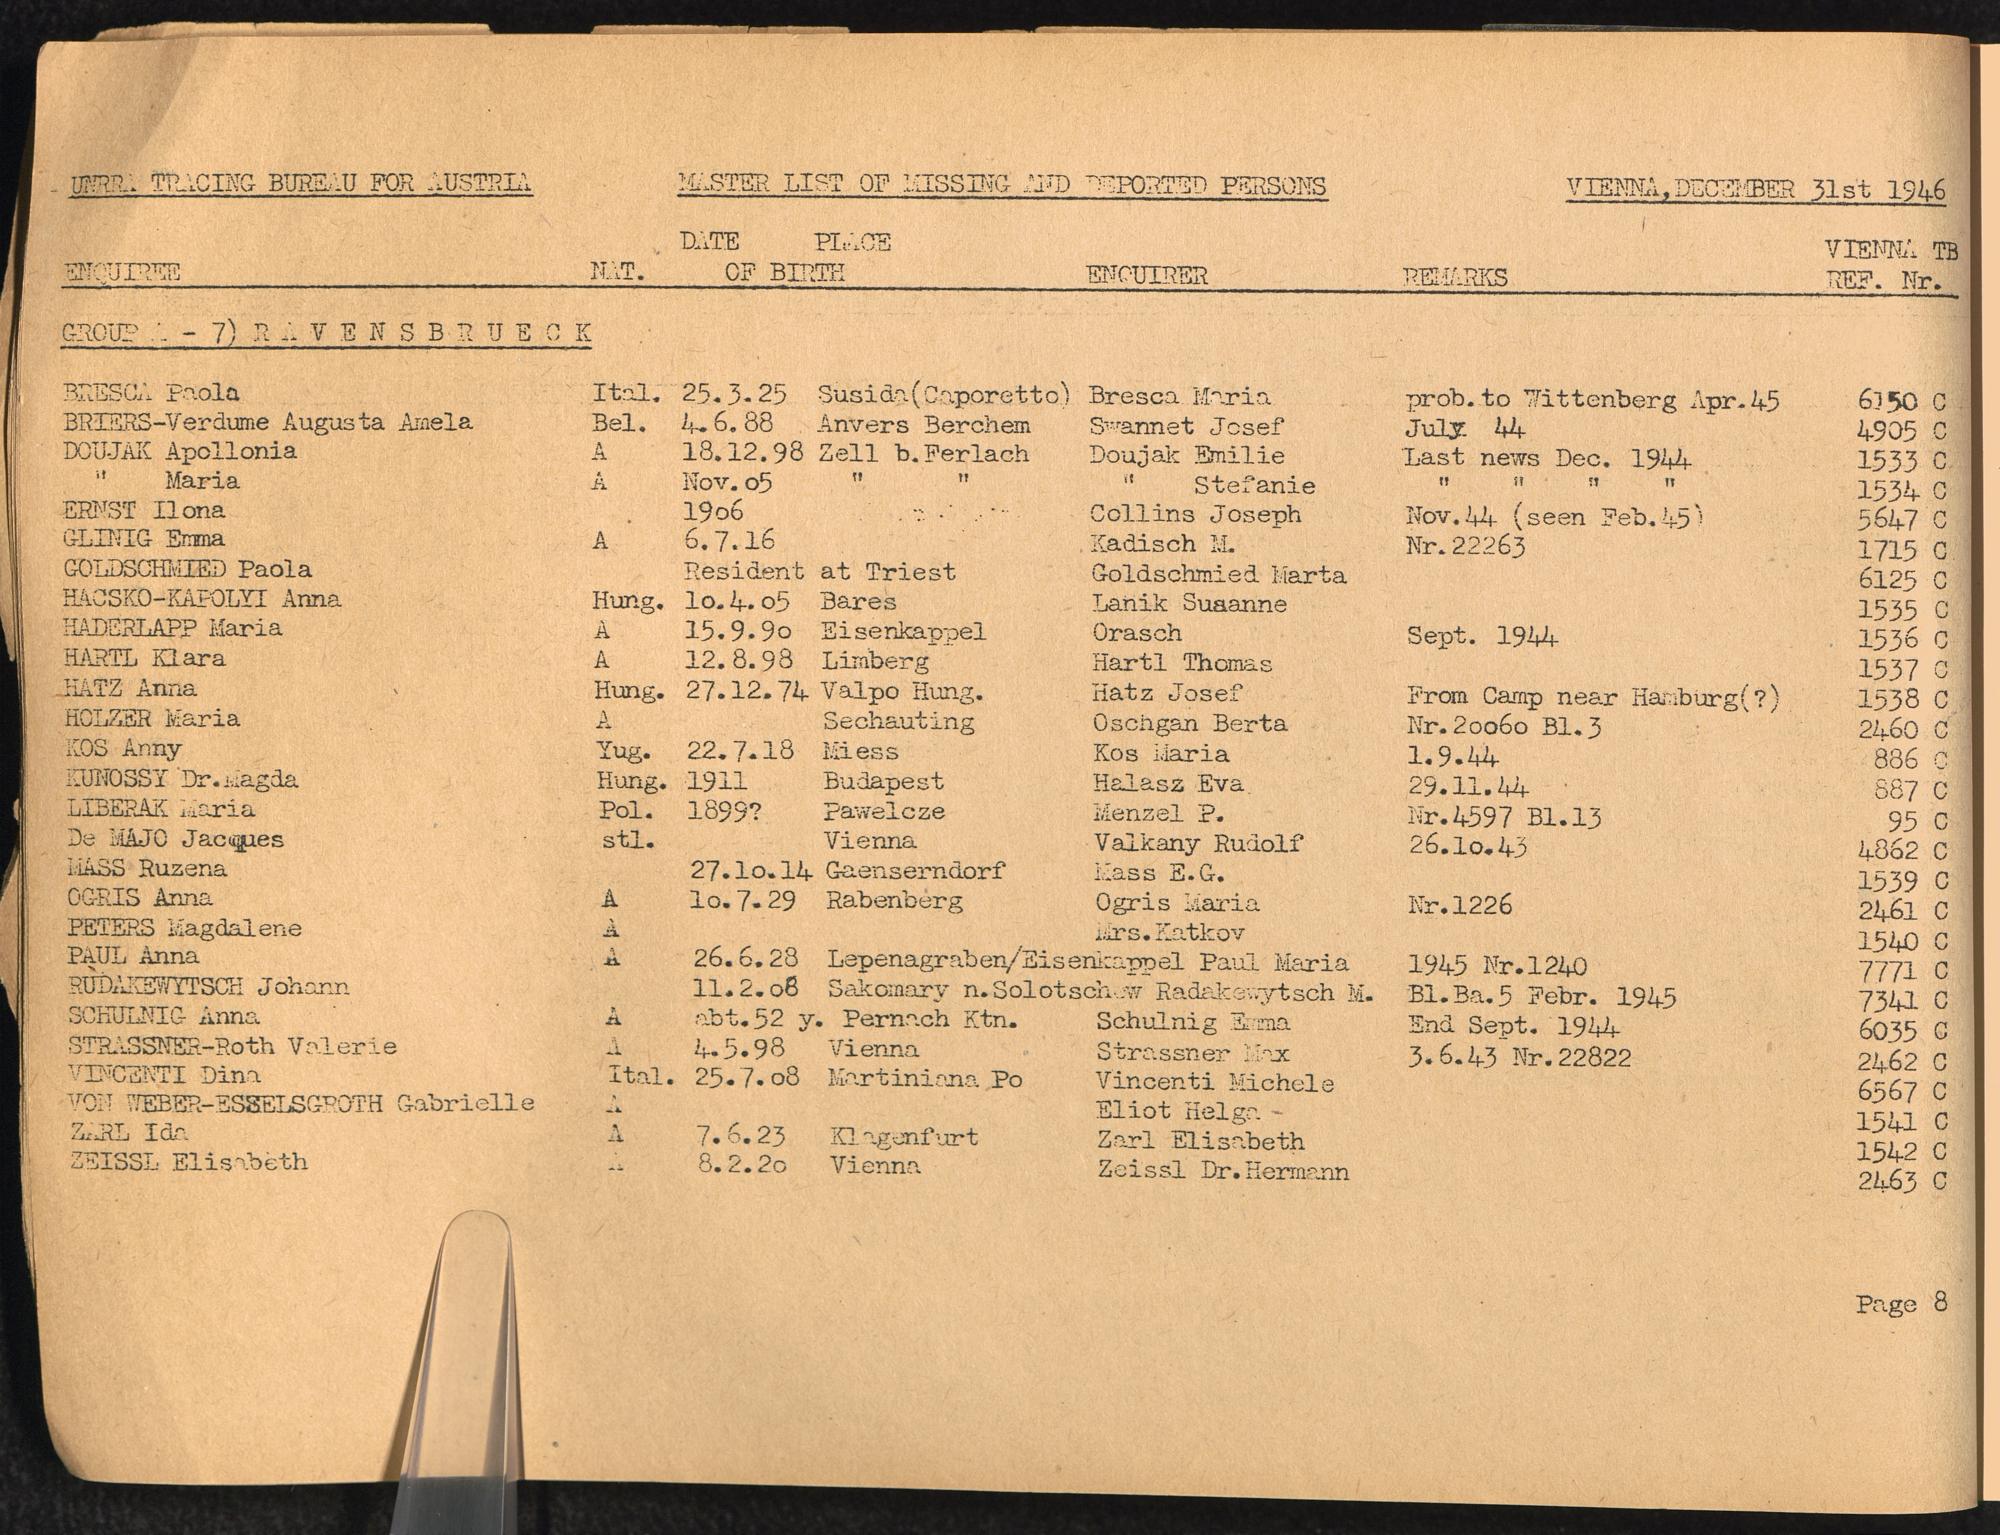 UNRRA TRACING BUREAU FOR AUSTRIA MASTER LIST OF MISSING AND DEPORTED PERSONS VIENNA,DECEMBER 31st 1946
DATE PLACE VIENNA TB
ENQUIREE NAT. OF BIRTH ENQUIRER REMARKS REF. Nr.
GROUP A - 7) R A V E N S B R U E C K
BRESCA Paola Ital. 25.3.25 Susida(Caporetto) Bresca Maria prob.to Wittenberg Apr.45 6150 C
BRIERS-Verdume Augusta Amela Bel. 4.6.88 Anvers Berchem Swannet Josef July 44 4905 C
DOUJAK Apollonia A 18.12.98 Zell b.Ferlach Doujak Emilie Last news Dec. 1944 1533 C
" Maria A Nov.o5 " " " Stefanie " " " " 1534 C
ERNST Ilona 19o6 Collins Joseph Nov.44 (seen Feb.45) 5647 C
GLINIG Emma A 6.7.16 Kadisch M. Nr.22263 1715 C
GOLDSCHMIED Paola Resident at Triest Goldschmied Marta 6125 C
HACSKO-KAPOLYI Anna Hung. lo.4.o5 Bares Lanik Susanne 1535 C
HADERLAPP Maria A 15.9.9o Eisenkappel Orasch Sept. 1944 1536 C
HARTL Klara A 12.8.98 Limberg Hartl Thomas 1537 C
HATZ Anna Hung. 27.12.74 Valpo Hung. Hatz Josef From Camp near Hamburg(?) 1538 C
HOLZER Maria A Sechauting Oschgan Berta Nr.2oo6o Bl.3 2460 C
KOS Anny Yug. 22.7.18 Miess Kos Maria 1.9.44 886 C
KUNOSSY Dr.Magda Hung. 1911 Budapest Halasz Eva 29.11.44 887 C
LIBERAK Maria Pol. 1899? Pawelcze Menzel P. Nr.4597 Bl.13 95 C
De MAJO Jacques stl. Vienna Valkany Rudolf 26.lo.43 4862 C
MASS Ruzena 27.lo.14 Gaenserndorf Mass E.G. 1539 C
OGRIS Anna A lo.7.29 Rabenberg Ogris Maria Nr.1226 2461 C
PETERS Magdalene A Mrs.Katkov 1540 C
PAUL Anna A 26.6.28 Lepenagraben/Eisenkappel Paul Maria 1945 Nr.1240 7771 C
RUDAKEWYTSCH Johann 11.2.o8 Sakomary n.Solotschow Radakewytsch M. Bl.Ba.5 Febr. 1945 7341 C
SCHULNIG Anna A abt.52 y. Pernach Ktn. Schulnig Emma End Sept. 1944 6035 C
STRASSNER-Roth Valerie A 4.5.98 Vienna Strassner Max 3.6.43 Nr.22822 2462 C
VINCENTI Dina Ital. 25.7.o8 Martiniana Po Vincenti Michele 6567 C
VON WEBER-ESSELSGROTH Gabrielle A Eliot Helga - 1541 C
ZARL Ida A 7.6.23 Klagenfurt Zarl Elisabeth 1542 C
ZEISSL Elisabeth A 8.2.2o Vienna Zeissl Dr.Hermann 2463 C
Page 8